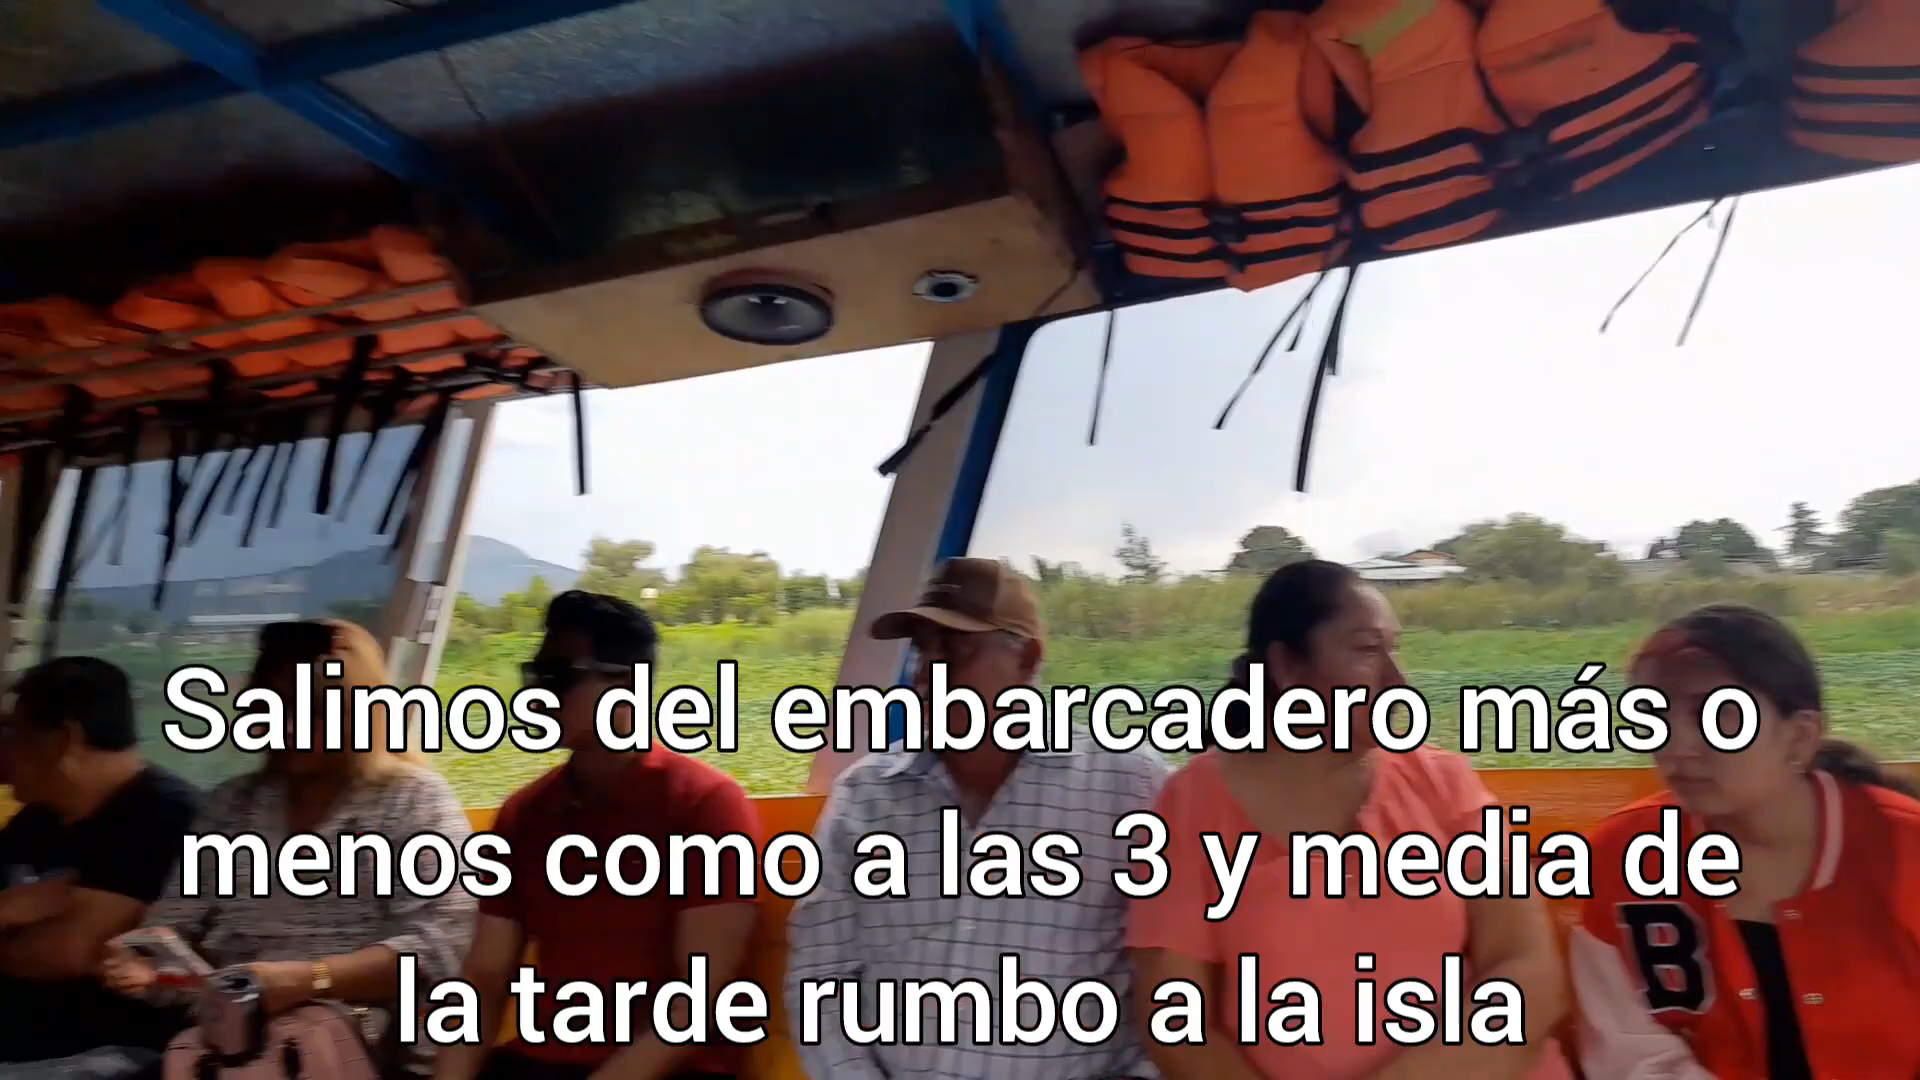 Salimos del embarcadero más o
menos como a las 3 y media de
la tarde rumbo a la isla
B